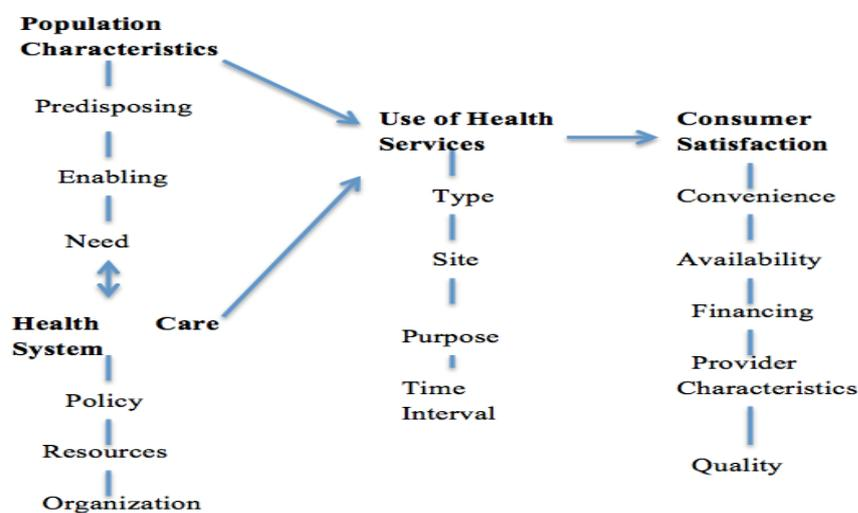 Population
Characteristics
Predisposing
Enabling
Need
Health Care
System
Policy
Resources
Organization
Use of Health
Services
Type
Site
Purpose
Time
Interval
Consumer
Satisfaction
Convenience
Availability
Financing
Provider
Characteristics
Quality